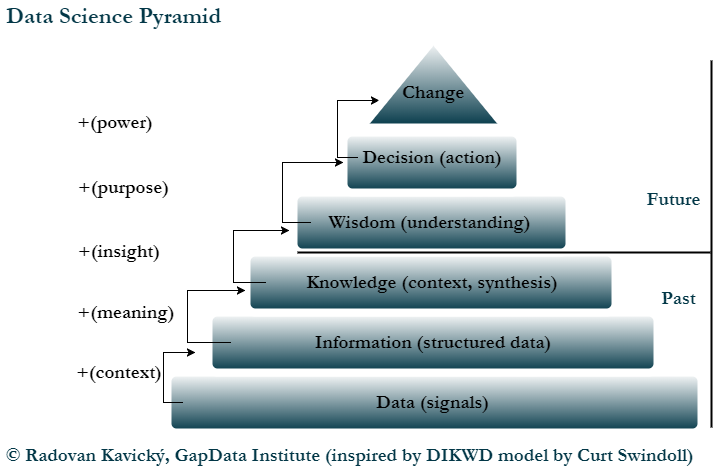 Data Science Pyramid
Change
+(power)
Decision (action)
+(purpose)
Future
Wisdom (understanding)
+(insight)
Knowledge (context, synthesis)
Past
+(meaning)
Information (structured data)
+(context)
Data (signals)
© Radovan Kavický, GapData Institute (inspired by DIKWD model by Curt Swindoll)